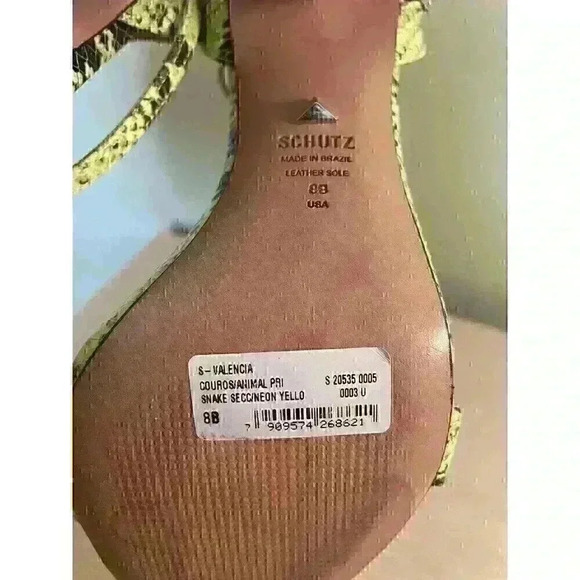 SCHUTZ
MADE IN BRAZIL
LEATHER SOLE
8B
USA
S-VALENCIA
COUROS/ANIMAL PRI
SNAKE SECC/NEON YELLO
S 20535 0005
0003 U
8B
7 909574 268621